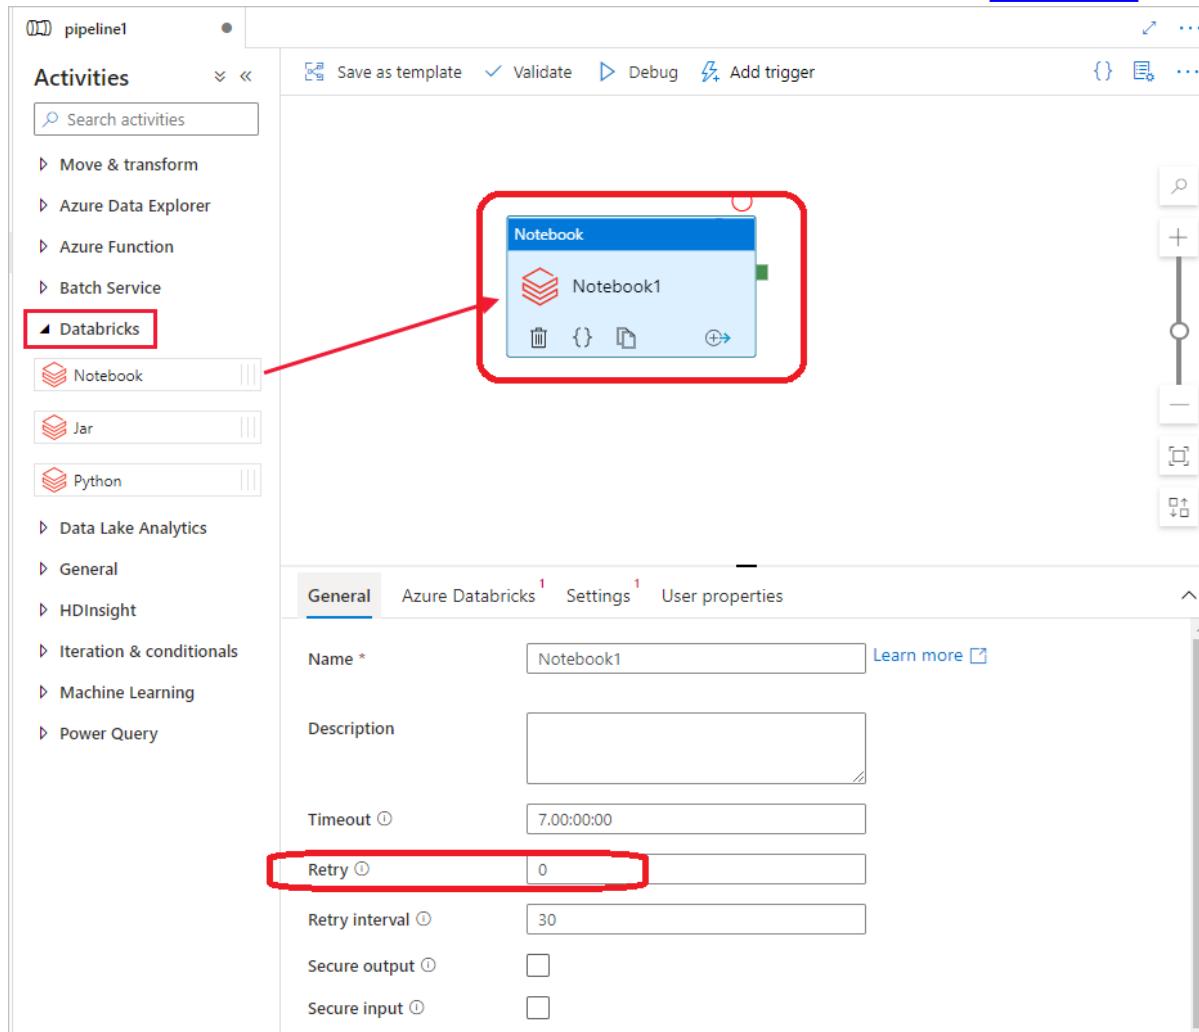 pipeline1
Activities
Save as template
Validate
Debug
Add trigger
Search activities
Move & transform
Azure Data Explorer
Azure Function
Batch Service
Databricks
Notebook
Jar
Python
Data Lake Analytics
General
HDInsight
Iteration & conditionals
Machine Learning
Power Query
Notebook
Notebook1
General
Azure Databricks 1
Settings 1
User properties
Name *
Notebook1
Learn more
Description
Timeout
7.00:00:00
Retry
0
Retry interval
30
Secure output
Secure input